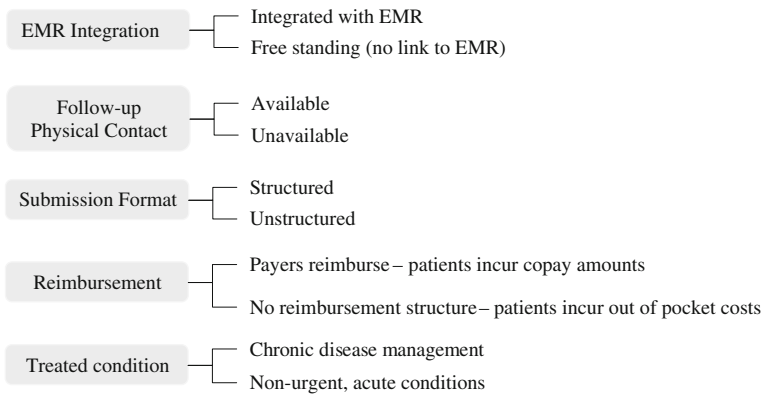 EMR Integration
Integrated with EMR
Free standing (no link to EMR)
Follow-up
Physical Contact
Available
Unavailable
Submission Format
Structured
Unstructured
Reimbursement
Payers reimburse – patients incur copay amounts
No reimbursement structure – patients incur out of pocket costs
Treated condition
Chronic disease management
Non-urgent, acute conditions